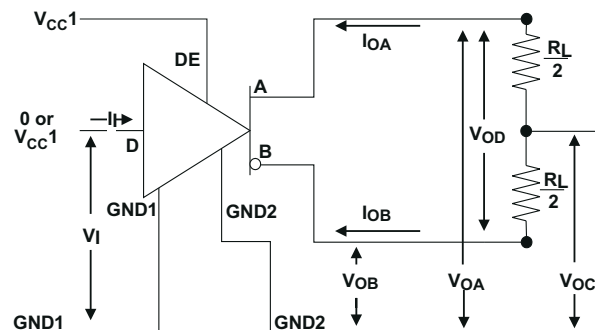 VCC1
DE
IOA
A
RL
2
0 or
VCC1
II
D
VOD
B
GND1
GND2
RL
2
VI
IOB
VOB
VOA
VOC
GND1
GND2